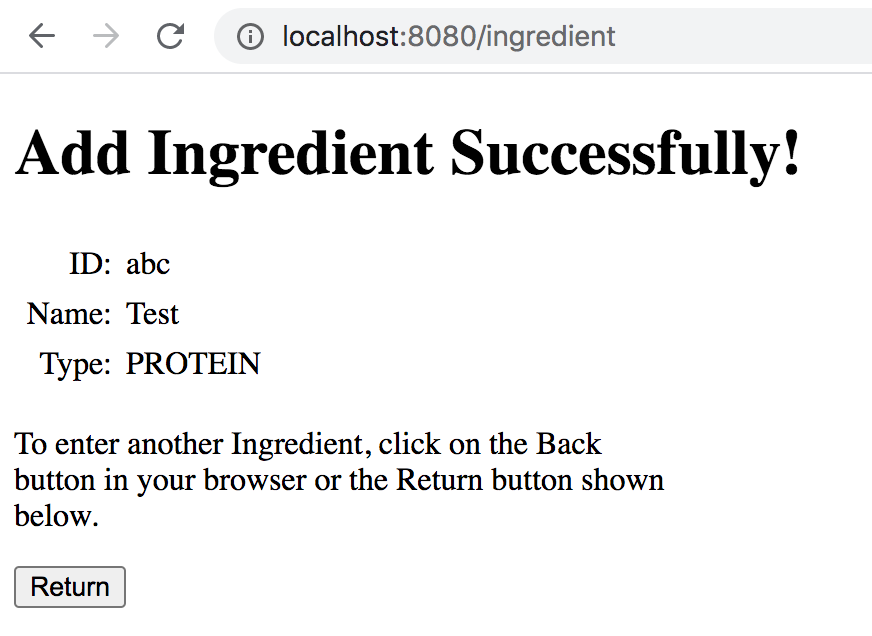 localhost:8080/ingredient
Add Ingredient Successfully!
ID: abc
Name: Test
Type: PROTEIN
To enter another Ingredient, click on the Back
button in your browser or the Return button shown
below.
Return